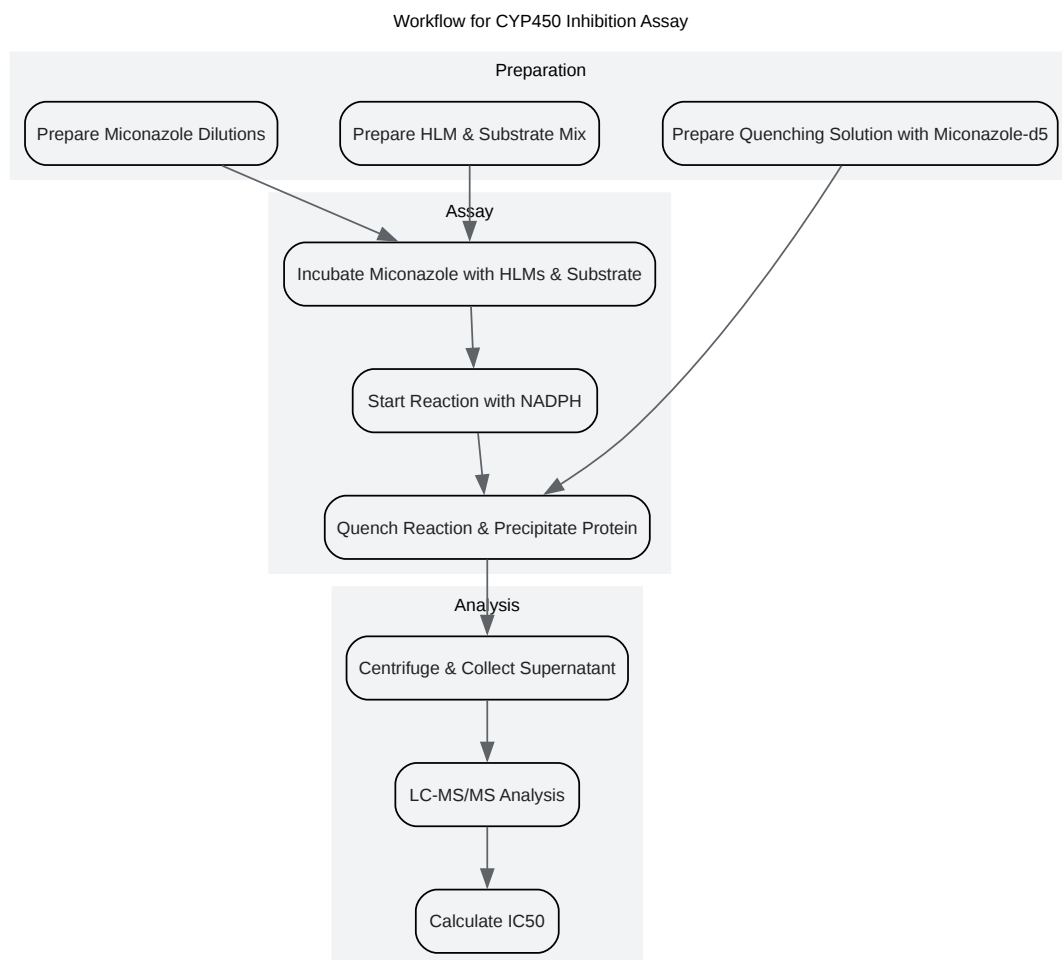 Workflow for CYP450 Inhibition Assay
Preparation
Prepare Miconazole Dilutions
Prepare HLM & Substrate Mix
Prepare Quenching Solution with Miconazole-d5
Assay
Incubate Miconazole with HLMs & Substrate
Start Reaction with NADPH
Quench Reaction & Precipitate Protein
Analysis
Centrifuge & Collect Supernatant
LC-MS/MS Analysis
Calculate IC50